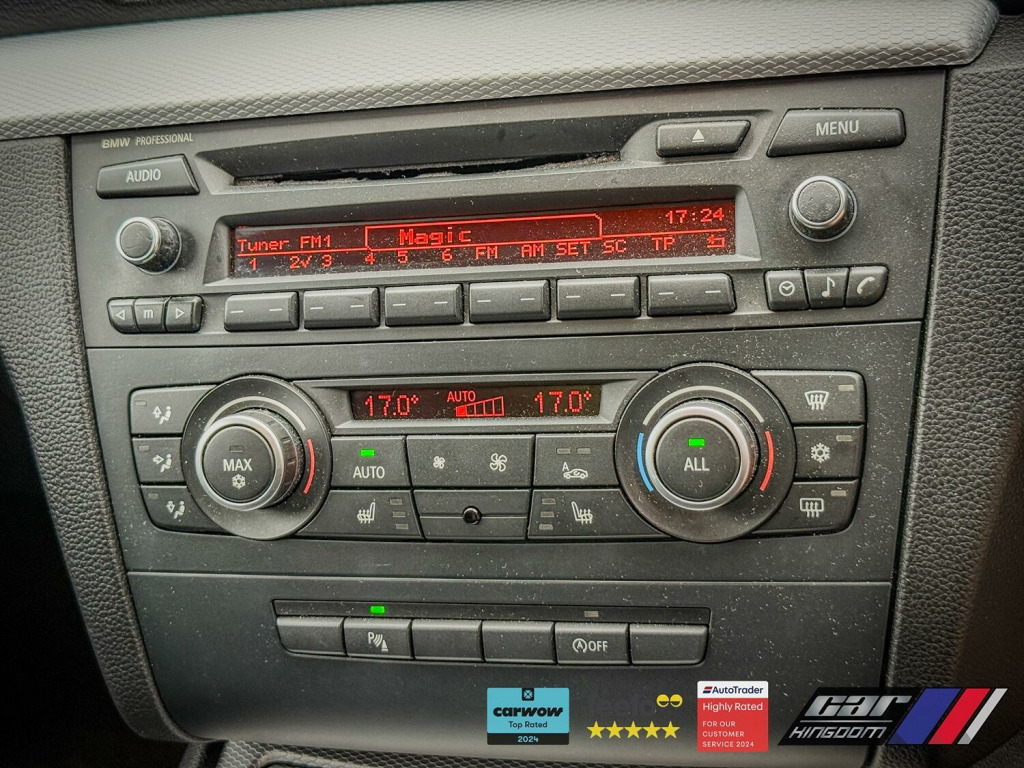 BMW PROFESSIONAL
MENU
AUDIO
17:24
Tuner FM1 Magic
1 2√ 3 4 5 6 FM AM SET SC TP
m
17.0° AUTO 17.0°
MAX
AUTO
A
ALL
P
A OFF
carwow
Top Rated
2024
AutoTrader
Highly Rated
FOR OUR
CUSTOMER
SERVICE 2024
CAR
KINGDOM